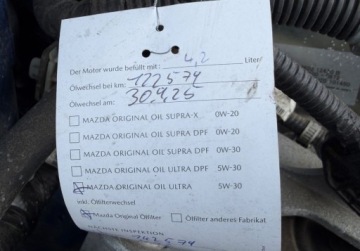 Der Motor wurde befüllt mit: 4,2 Liter/
Ölwechsel bei km: 122574
Ölwechsel am: 30.9.25
MAZDA ORIGINAL OIL SUPRA-X 0W-20
MAZDA ORIGINAL OIL SUPRA DPF 0W-20
MAZDA ORIGINAL OIL SUPRA DPF 0W-30
MAZDA ORIGINAL OIL ULTRA DPF 5W-30
MAZDA ORIGINAL OIL ULTRA 5W-30
inkl. Ölfilterwechsel
Mazda Original Ölfilter Ölfilter anderes Fabrikat
INSPEKTION